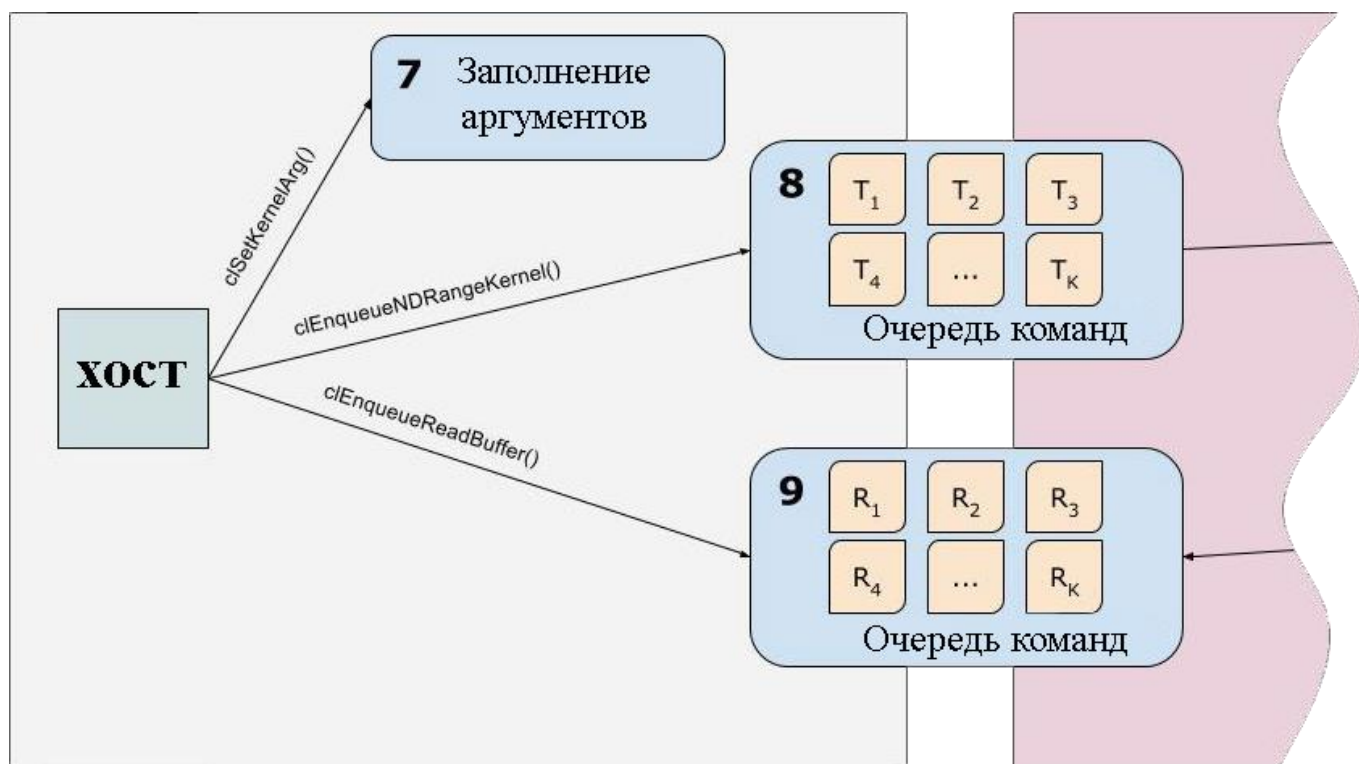 7 Заполнение
аргументов
clSetKernelArg()
8
T1 T2 T3
T4 ... TK
Очередь команд
clEnqueueNDRangeKernel()
хост
clEnqueueReadBuffer()
9
R1 R2 R3
R4 ... RK
Очередь команд